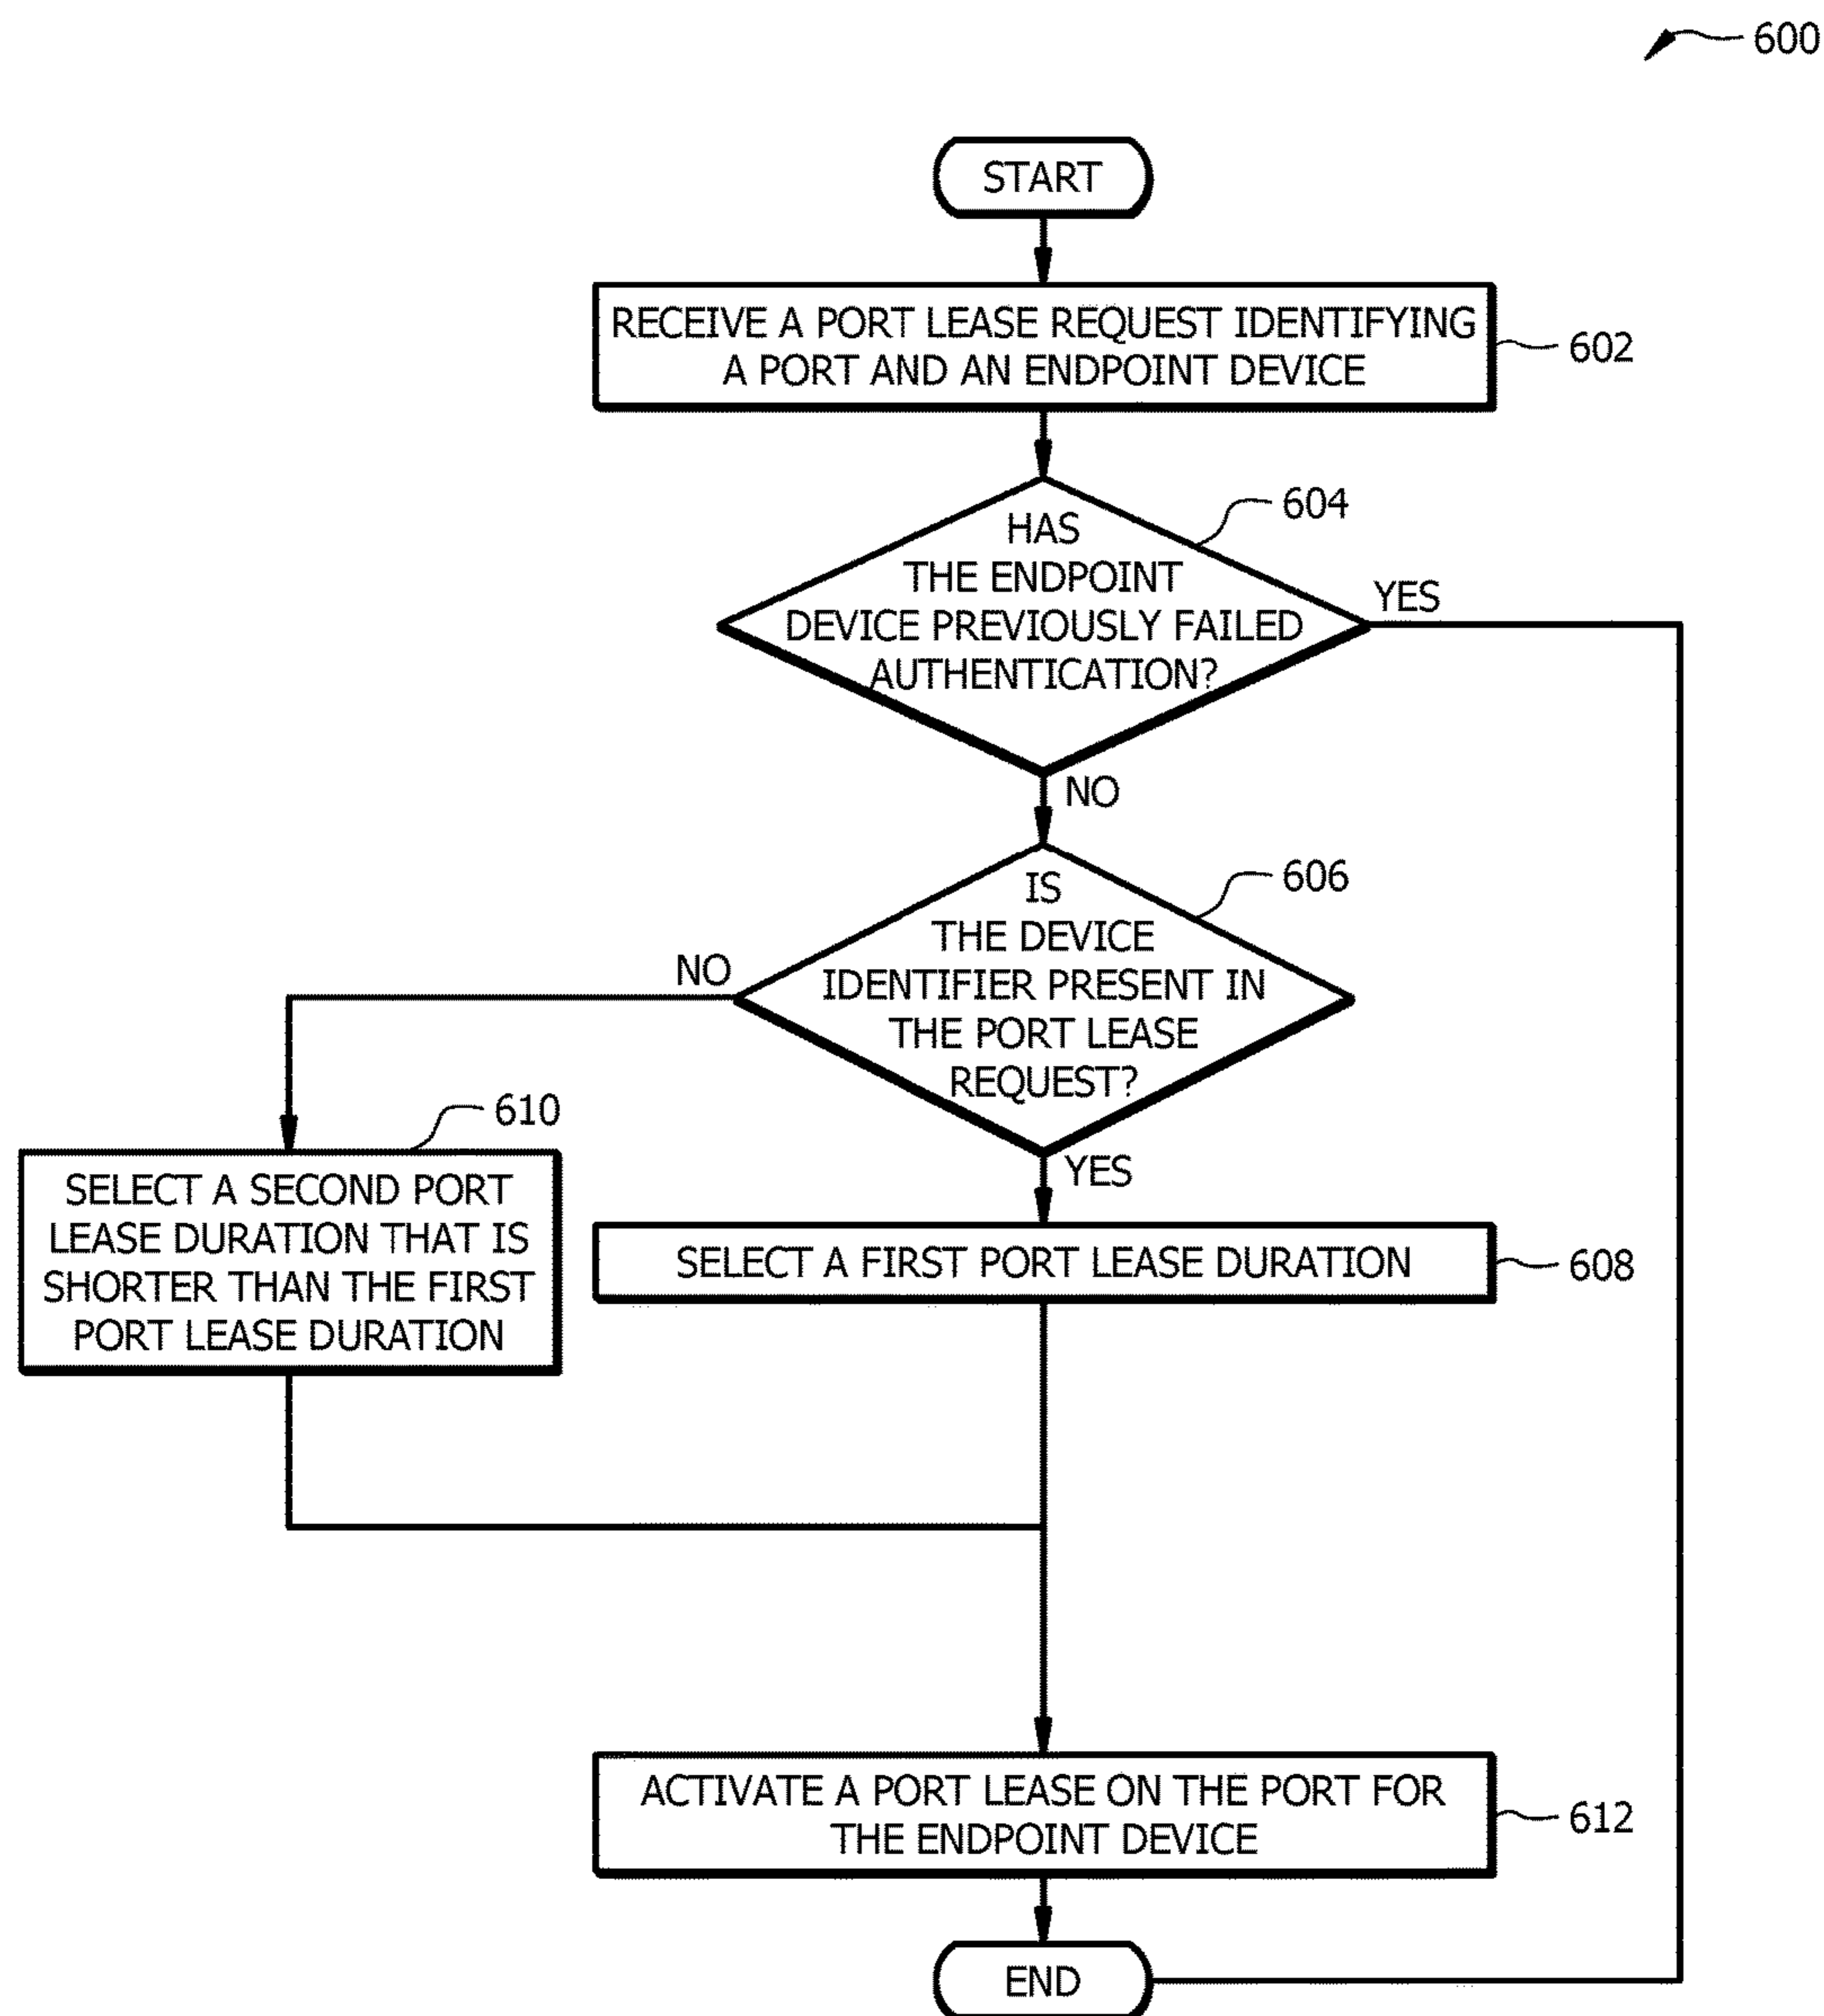 600
START
RECEIVE A PORT LEASE REQUEST IDENTIFYING
A PORT AND AN ENDPOINT DEVICE
602
604
HAS
THE ENDPOINT
DEVICE PREVIOUSLY FAILED
AUTHENTICATION?
YES
NO
606
IS
THE DEVICE
IDENTIFIER PRESENT IN
THE PORT LEASE
REQUEST?
NO
YES
610
SELECT A SECOND PORT
LEASE DURATION THAT IS
SHORTER THAN THE FIRST
PORT LEASE DURATION
SELECT A FIRST PORT LEASE DURATION
608
ACTIVATE A PORT LEASE ON THE PORT FOR
THE ENDPOINT DEVICE
612
END